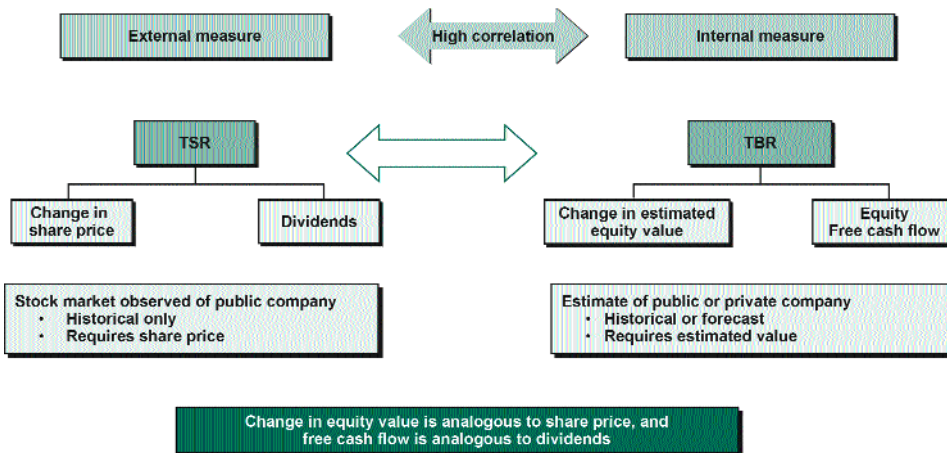 External measure
High correlation
Internal measure
TSR
TBR
Change in
share price
Dividends
Change in estimated
equity value
Equity
Free cash flow
Stock market observed of public company
• Historical only
• Requires share price
Estimate of public or private company
• Historical or forecast
• Requires estimated value
Change in equity value is analogous to share price, and
free cash flow is analogous to dividends